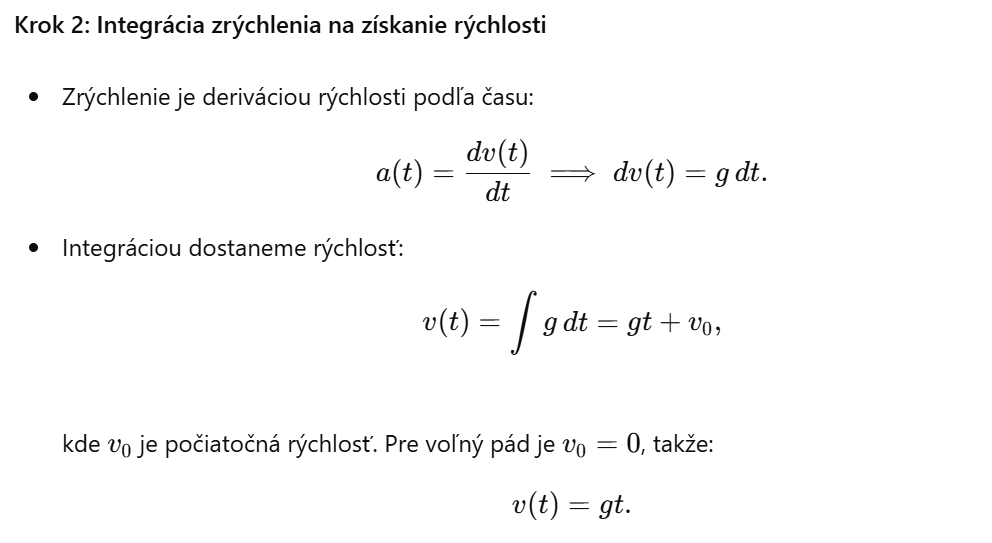 Krok 2: Integrácia zrýchlenia na získanie rýchlosti
• Zrýchlenie je deriváciou rýchlosti podľa času:
a(t) = dv(t)/dt ⟹ dv(t) = g dt.
• Integráciou dostaneme rýchlosť:
v(t) = ∫ g dt = gt + v₀,
kde v₀ je počiatočná rýchlosť. Pre voľný pád je v₀ = 0, takže:
v(t) = gt.